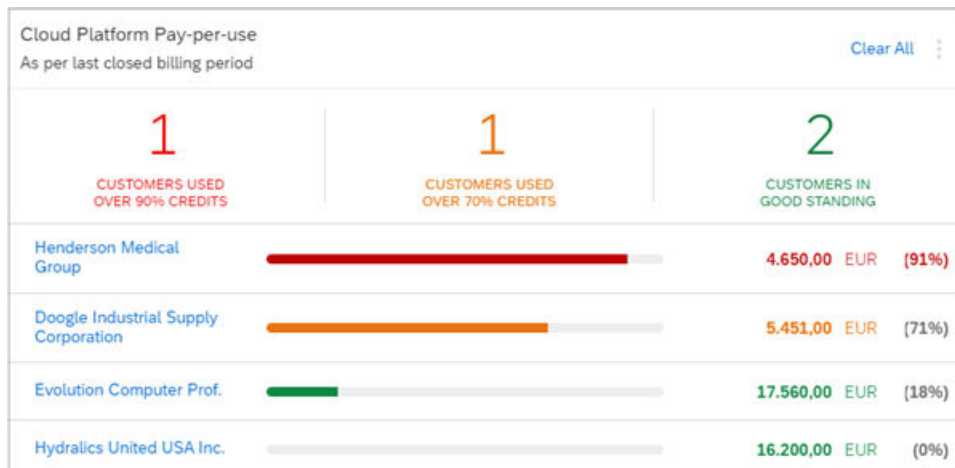 Cloud Platform Pay-per-use
As per last closed billing period
Clear All
1
CUSTOMERS USED
OVER 90% CREDITS
1
CUSTOMERS USED
OVER 70% CREDITS
2
CUSTOMERS IN
GOOD STANDING
Henderson Medical
Group
4.650,00 EUR (91%)
Doogle Industrial Supply
Corporation
5.451,00 EUR (71%)
Evolution Computer Prof.
17.560,00 EUR (18%)
Hydralics United USA Inc.
16.200,00 EUR (0%)